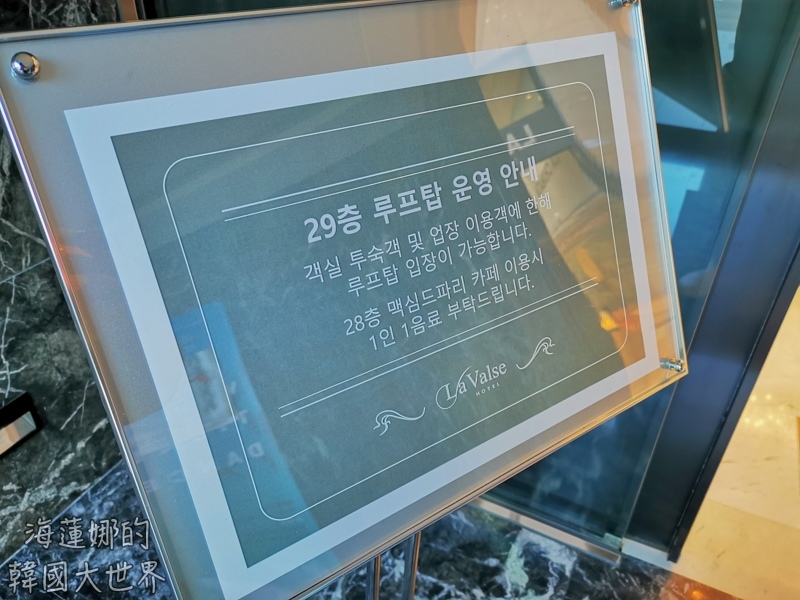 29층 루프탑 운영 안내
객실 투숙객 및 업장 이용객에 한해
루프탑 입장이 가능합니다.
28층 맥심드파리 카페 이용시
1인 1음료 부탁드립니다.
La Valse
HOTEL
海蓮娜的
韓國大世界